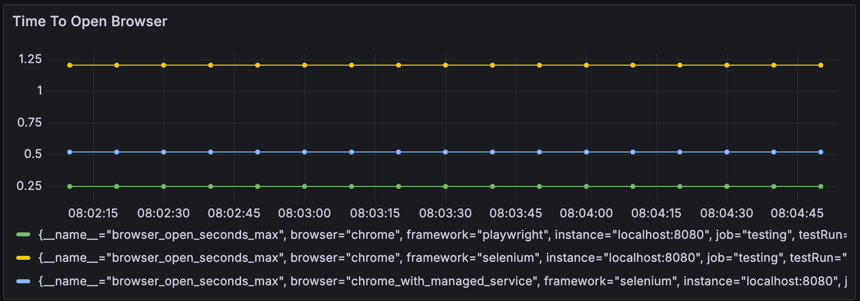 Time To Open Browser
1.25
1
0.75
0.5
0.25
08:02:15 08:02:30 08:02:45 08:03:00 08:03:15 08:03:30 08:03:45 08:04:00 08:04:15 08:04:30 08:04:45
{__name__="browser_open_seconds_max", browser="chrome", framework="playwright", instance="localhost:8080", job="testing", testRun=
{__name__="browser_open_seconds_max", browser="chrome", framework="selenium", instance="localhost:8080", job="testing", testRun="
{__name__="browser_open_seconds_max", browser="chrome_with_managed_service", framework="selenium", instance="localhost:8080", j